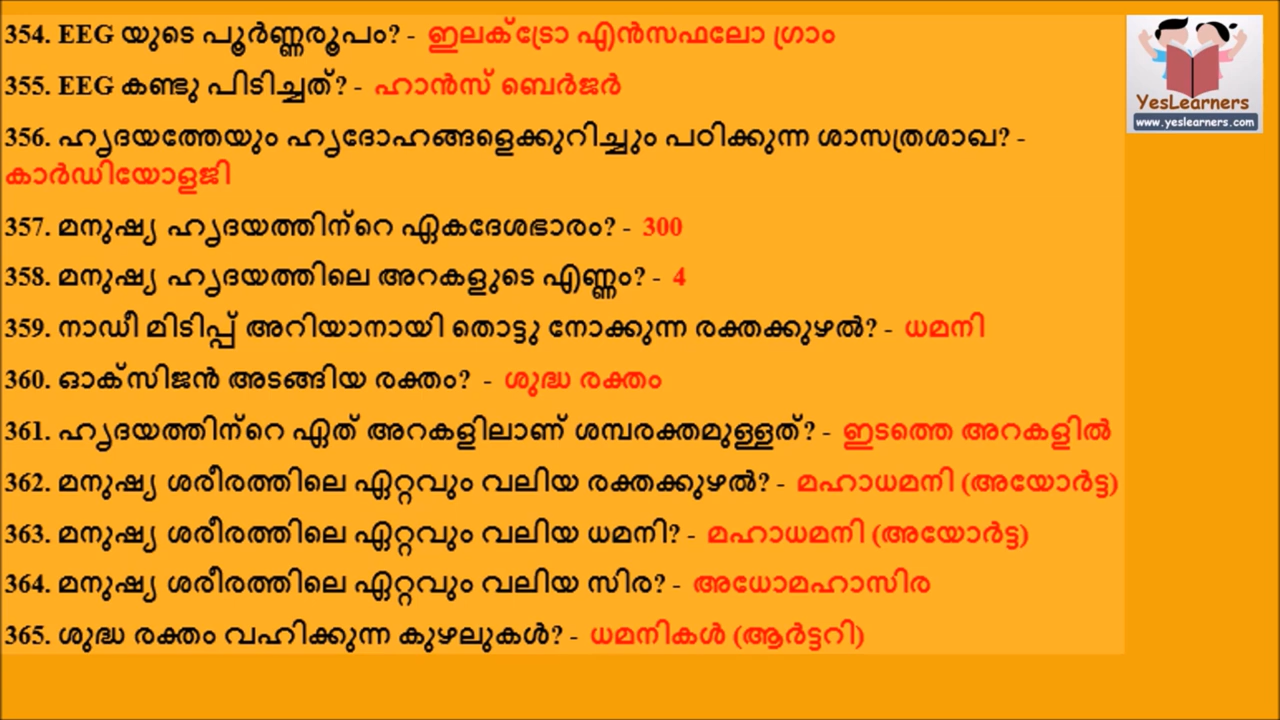 354. EEG യുടെ പൂർണ്ണരൂപം? - ഇലക്ട്രോ എൻസഫലോ ഗ്രാം
355. EEG കണ്ടു പിടിച്ചത്? - ഹാൻസ് ബെർജർ
356. ഹൃദയത്തേയും ഹൃദോഹങ്ങളെക്കുറിച്ചും പഠിക്കുന്ന ശാസത്രശാഖ? -
കാർഡിയോളജി
357. മനുഷ്യ ഹൃദയത്തിന്റെ ഏകദേശഭാരം? - 300
358. മനുഷ്യ ഹൃദയത്തിലെ അറകളുടെ എണ്ണം? - 4
359. നാഡീ മിടിപ്പ് അറിയാനായി തൊട്ടു നോക്കുന്ന രക്തക്കുഴൽ? - ധമനി
360. ഓക്സിജൻ അടങ്ങിയ രക്തം? - ശുദ്ധ രക്തം
361. ഹൃദയത്തിന്റെ ഏത് അറകളിലാണ് ശമ്പരക്തമുള്ളത്? - ഇടത്തെ അറകളിൽ
362. മനുഷ്യ ശരീരത്തിലെ ഏറ്റവും വലിയ രക്തക്കുഴൽ? - മഹാധമനി (അയോർട്ട)
363. മനുഷ്യ ശരീരത്തിലെ ഏറ്റവും വലിയ ധമനി? - മഹാധമനി (അയോർട്ട)
364. മനുഷ്യ ശരീരത്തിലെ ഏറ്റവും വലിയ സിര? - അധോമഹാസിര
365. ശുദ്ധ രക്തം വഹിക്കുന്ന കുഴലുകൾ? - ധമനികൾ (ആർട്ടറി)
YesLearners
www.yeslearners.com